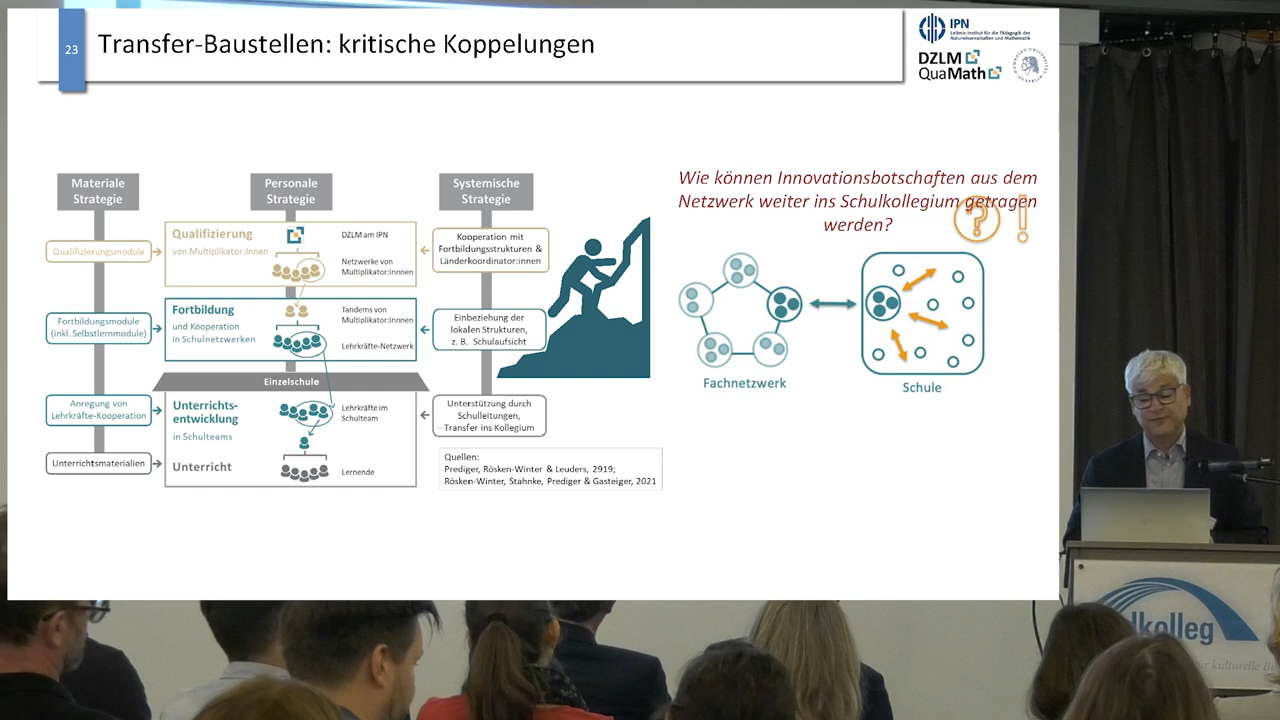 23
Transfer-Baustellen: kritische Koppelungen
IPN
Leibniz-Institut für die Pädagogik der
Naturwissenschaften und Mathematik
DZLM
QuaMath
Materiale
Strategie
Personale
Strategie
Systemische
Strategie
Qualifizierungsmodule
Qualifizierung
von Multiplikator:innen
DZLM am IPN
Netzwerke von
Multiplikator:innnen
Kooperation mit
Fortbildungsstrukturen &
Länderkoordinator:innen
Fortbildungsmodule
(inkl. Selbstlernmodule)
Fortbildung
und Kooperation
in Schulnetzwerken
Tandems von
Multiplikator:innnen
Lehrkräfte-Netzwerk
Einbeziehung der
lokalen Strukturen,
z. B. Schulaufsicht
Einzelschule
Anregung von
Lehrkräfte-Kooperation
Unterrichts-
entwicklung
in Schulteams
Lehrkräfte im
Schulteam
Unterstützung durch
Schulleitungen,
Transfer ins Kollegium
Unterrichtsmaterialien
Unterricht
Lernende
Quellen:
Prediger, Rösken-Winter & Leuders, 2919;
Rösken-Winter, Stahnke, Prediger & Gasteiger, 2021
Wie können Innovationsbotschaften aus dem
Netzwerk weiter ins Schulkollegium getragen
werden?
? !
Fachnetzwerk
Schule
lkolleg
ur kulturelle B